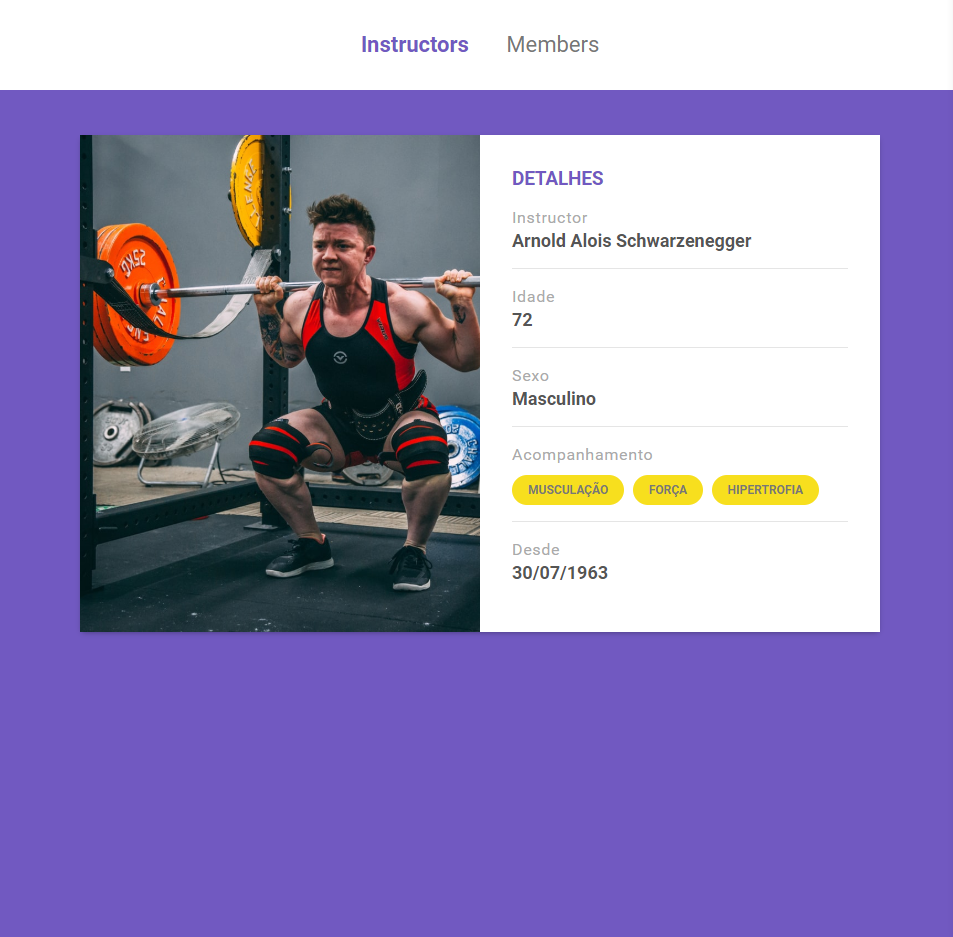 Instructors Members
DETALHES
Instructor
Arnold Alois Schwarzenegger
Idade
72
Sexo
Masculino
Acompanhamento
MUSCULAÇÃO FORÇA HIPERTROFIA
Desde
30/07/1963
25KG